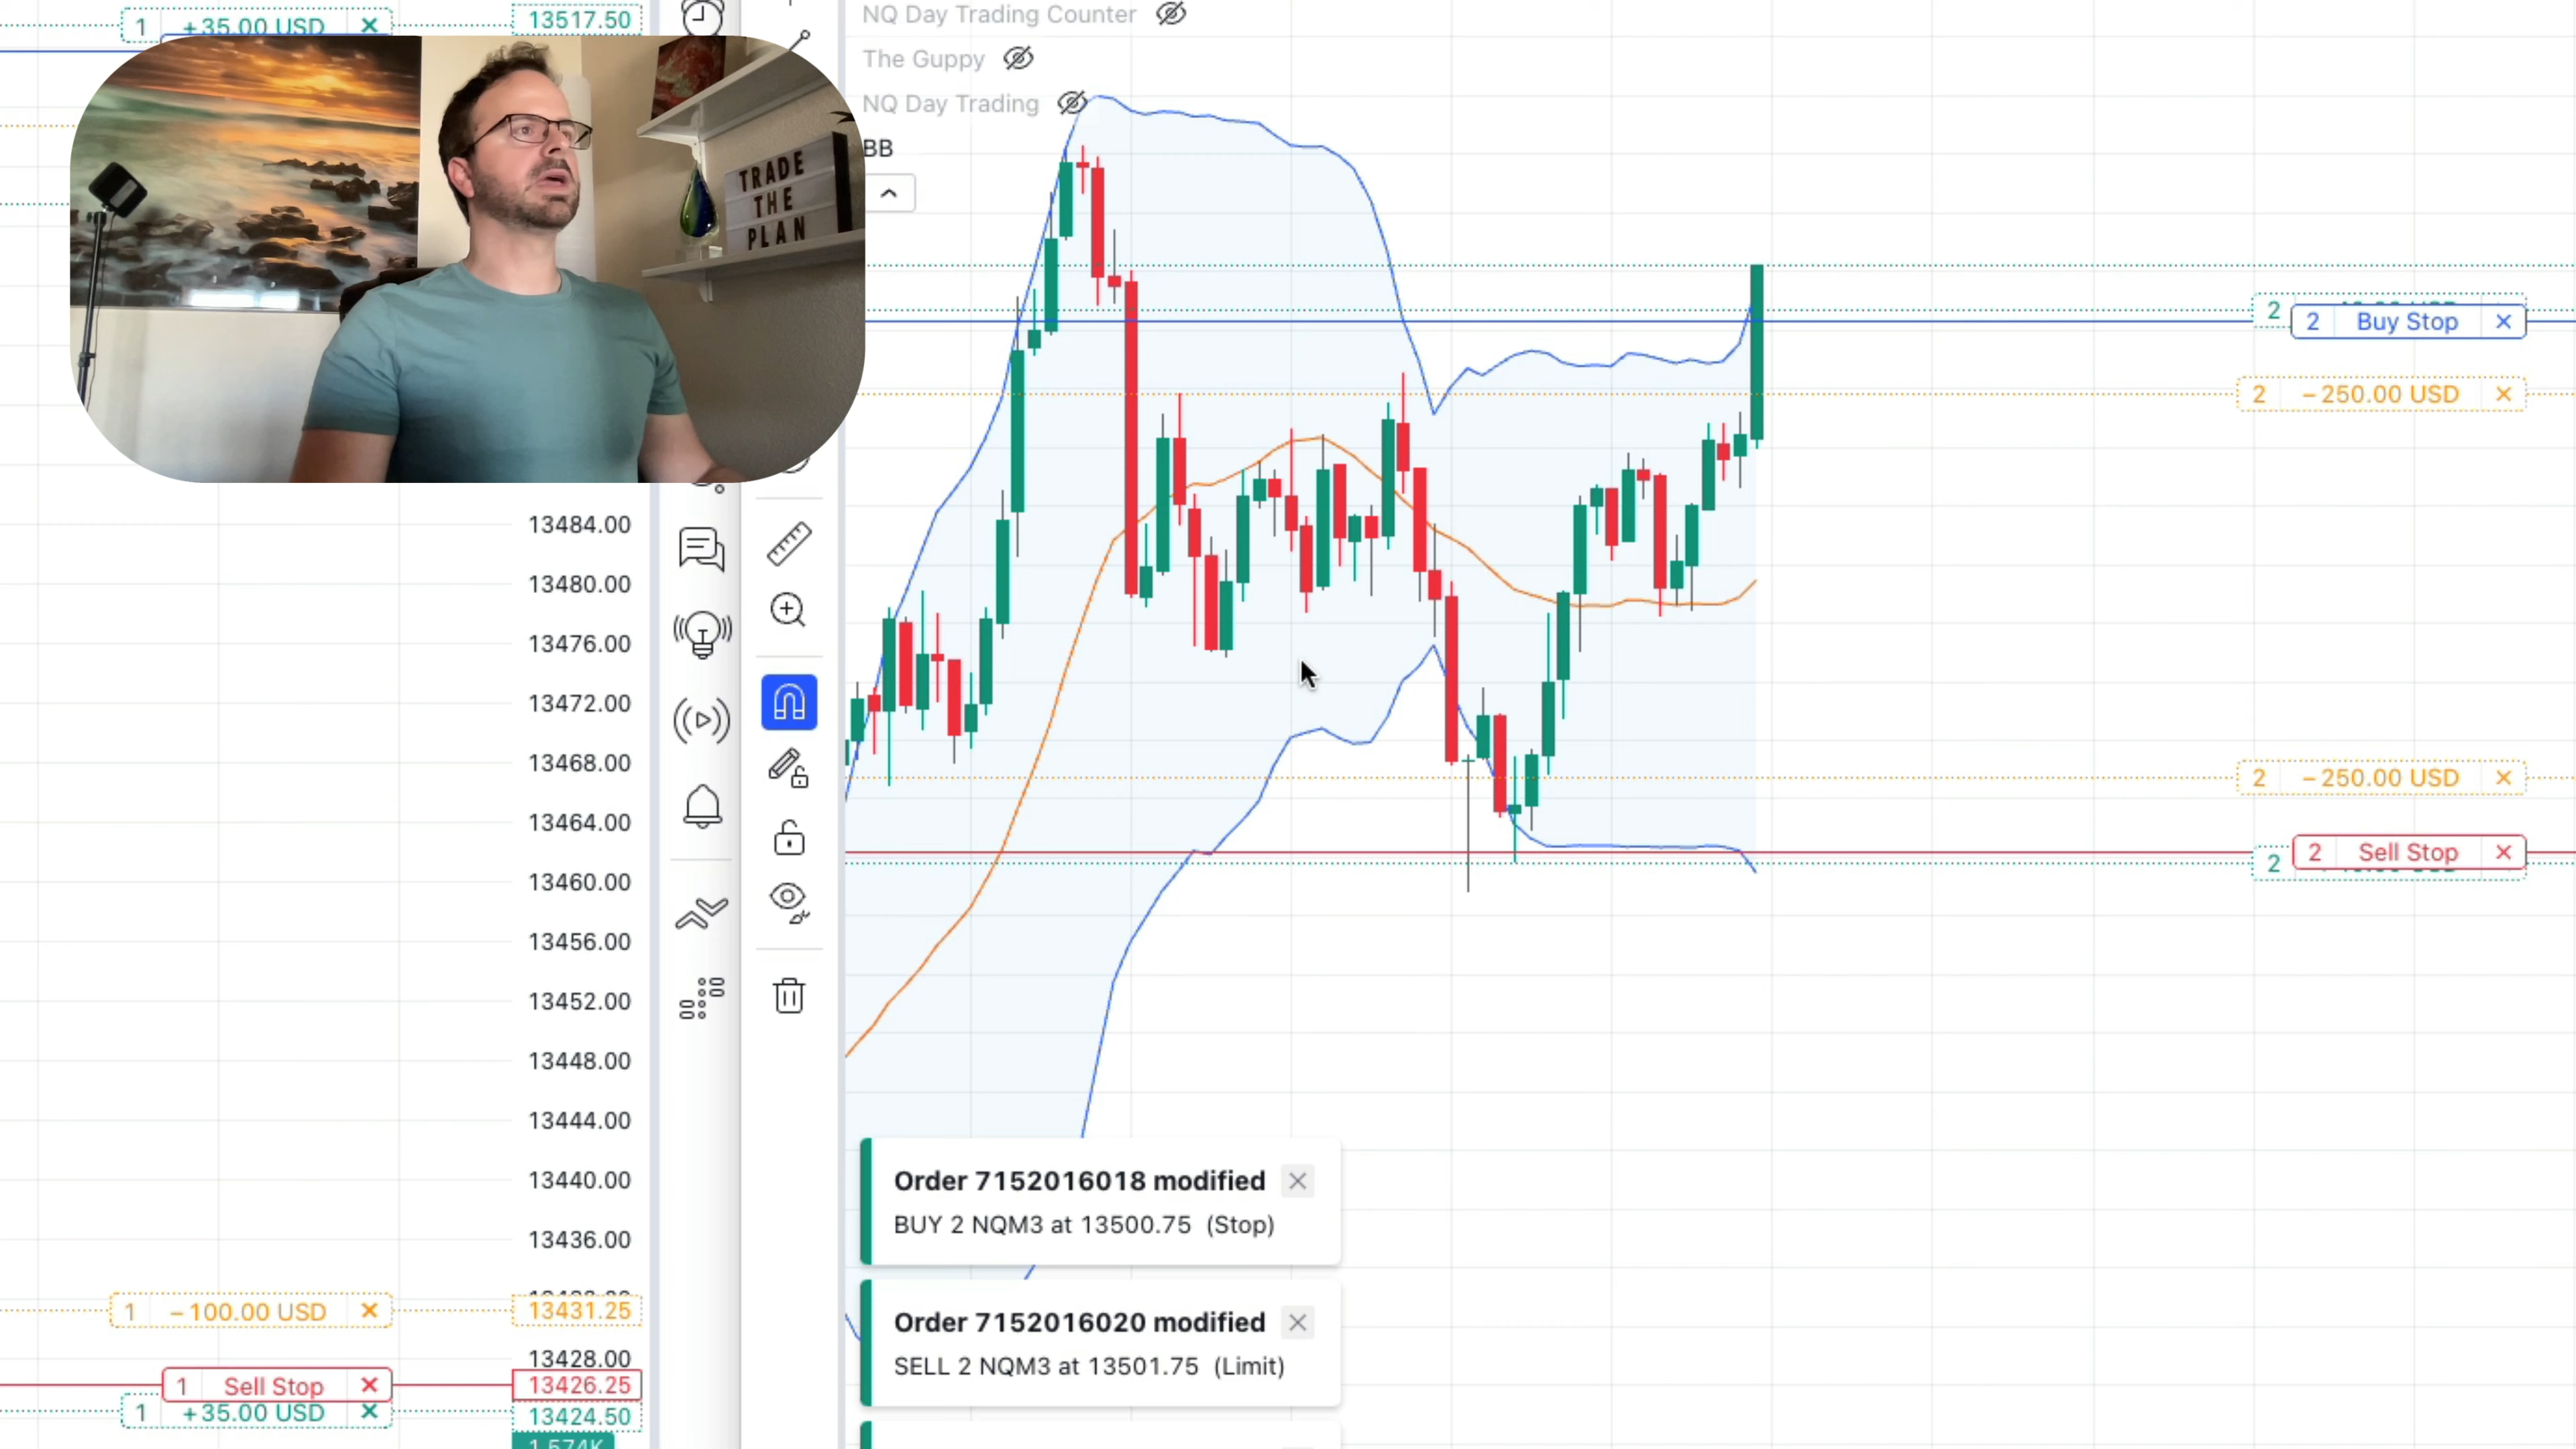 1 +35.00 USD ✕ 13517.50
NQ Day Trading Counter
The Guppy
NQ Day Trading
BB
TRADE
THE
PLAN
2
2 Buy Stop ✕
2 −250.00 USD ✕
13484.00
13480.00
13476.00
13472.00
13468.00
2 −250.00 USD ✕
13464.00
2 Sell Stop ✕
2
13460.00
13456.00
13452.00
13448.00
13444.00
13440.00
13436.00
1 −100.00 USD ✕ 13431.25
13428.00
1 Sell Stop ✕ 13426.25
1 +35.00 USD ✕ 13424.50
1.574K
Order 7152016018 modified
BUY 2 NQM3 at 13500.75 (Stop)
Order 7152016020 modified
SELL 2 NQM3 at 13501.75 (Limit)